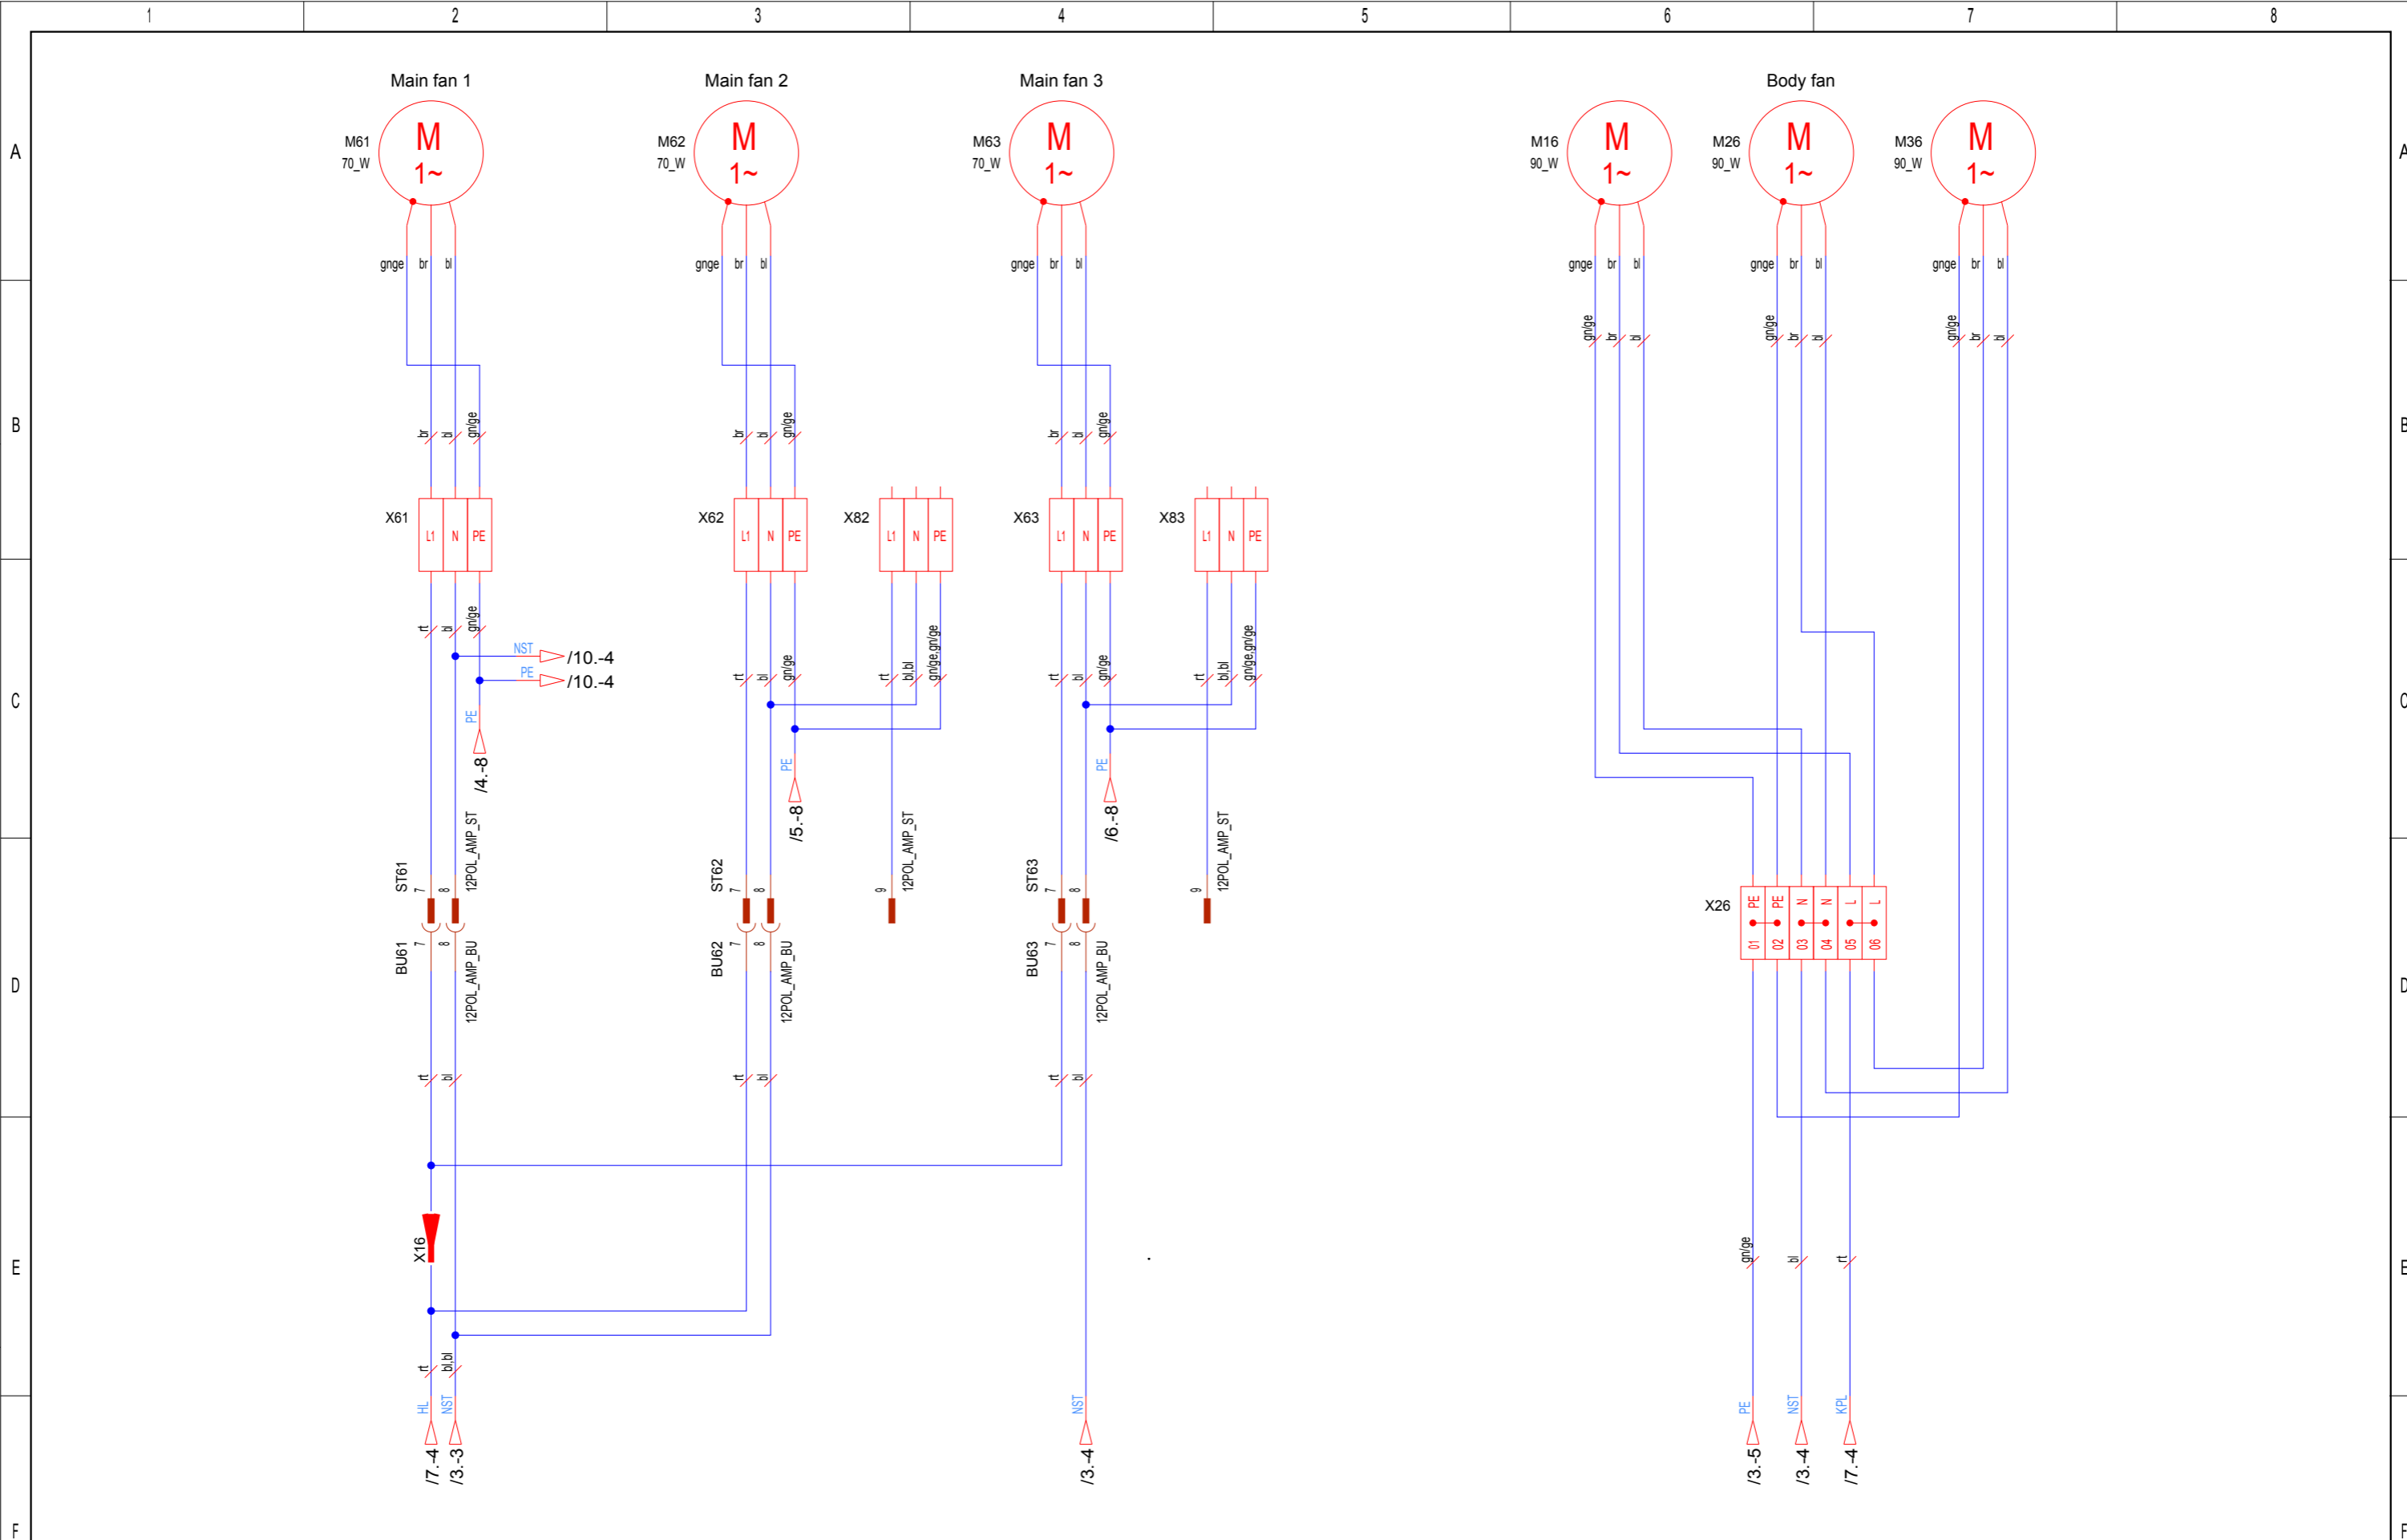 1 2 3 4 5 6 7 8
Main fan 1 Main fan 2 Main fan 3 Body fan
A M61 M M62 M M63 M M16 M M26 M M36 M A
70_W 1~ 70_W 1~ 70_W 1~ 90_W 1~ 90_W 1~ 90_W 1~
gnge br bl gnge br bl gnge br bl gnge br bl gnge br bl gnge br bl
gn/ge br bl gn/ge br bl gn/ge br bl
B br bl gn/ge br bl gn/ge br bl gn/ge B
X61 X62 X82 X63 X83
L1 N PE L1 N PE L1 N PE L1 N PE L1 N PE
rt bl gn/ge
NST /10.-4
PE /10.-4
rt bl gn/ge rt bl,bl gn/ge,gn/ge rt bl gn/ge rt bl,bl gn/ge,gn/ge
C C
PE /4.-8 PE /5.-8 PE /6.-8
ST61 7 8 12POL_AMP_ST ST62 7 8 9 12POL_AMP_ST ST63 7 8 9 12POL_AMP_ST
X26 PE PE N N L L
01 02 03 04 05 06
BU61 7 8 12POL_AMP_BU BU62 7 8 12POL_AMP_BU BU63 7 8 12POL_AMP_BU
D D
rt bl rt bl rt bl
X16
gn/ge bl rt
E E
rt bl,bl
HL NST NST PE NST KPL
/7.-4 /3.-3 /3.-4 /3.-5 /3.-4 /7.-4
F F